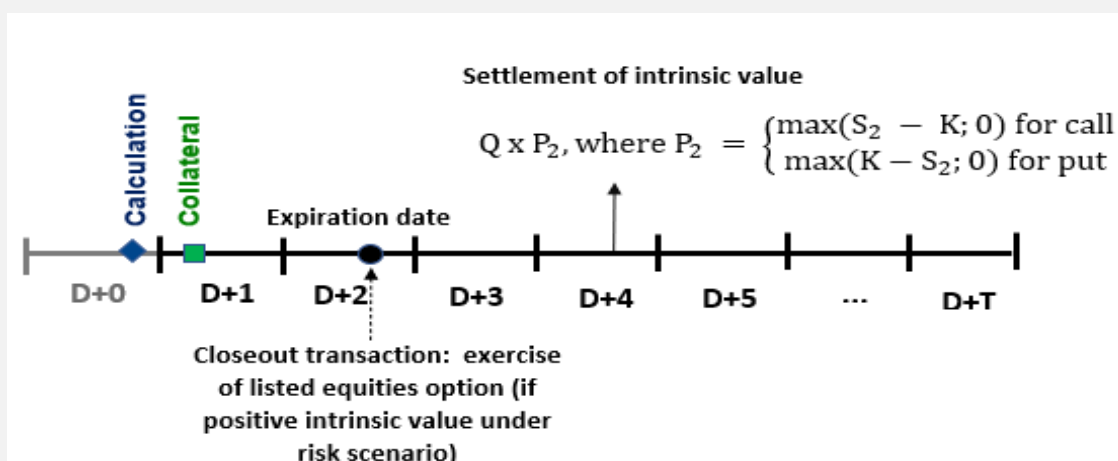 Settlement of intrinsic value
Q x P₂, where P₂ = {max(S₂ − K; 0) for call
max(K − S₂; 0) for put
Calculation
Collateral
Expiration date
D+0 D+1 D+2 D+3 D+4 D+5 ... D+T
Closeout transaction: exercise
of listed equities option (if
positive intrinsic value under
risk scenario)